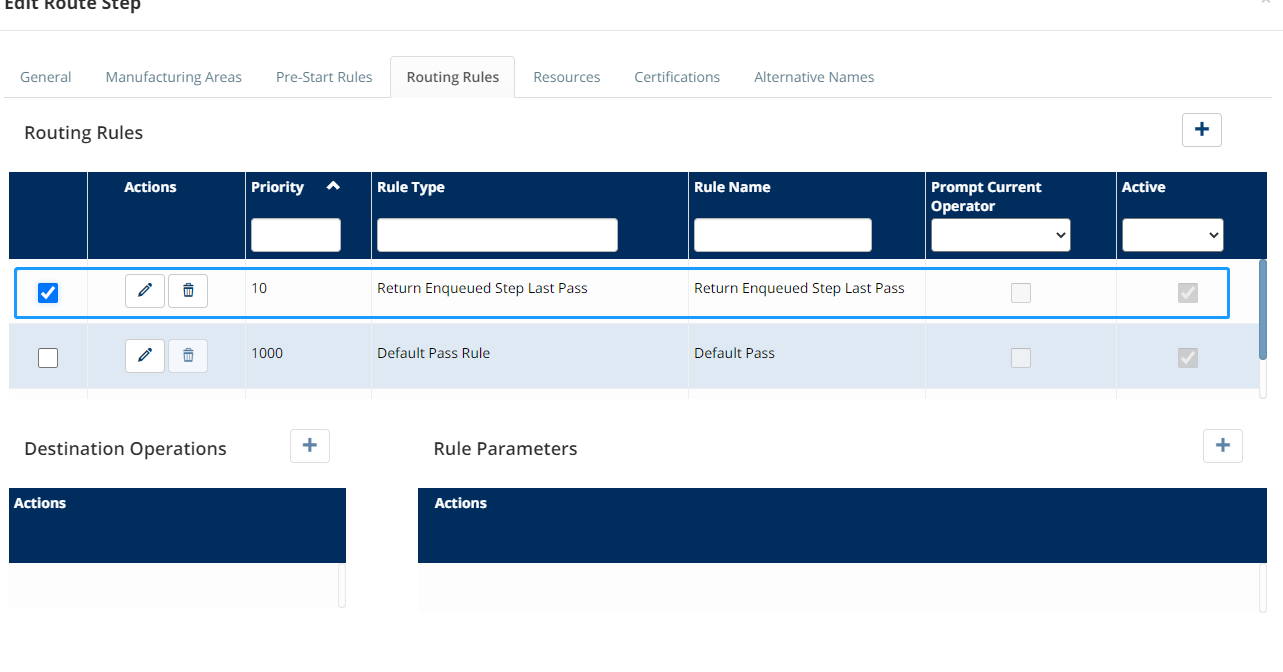 Edit Route Step
General Manufacturing Areas Pre-Start Rules Routing Rules Resources Certifications Alternative Names
Routing Rules
Actions Priority Rule Type Rule Name Prompt Current Operator Active
10 Return Enqueued Step Last Pass Return Enqueued Step Last Pass
1000 Default Pass Rule Default Pass
Destination Operations
Rule Parameters
Actions
Actions